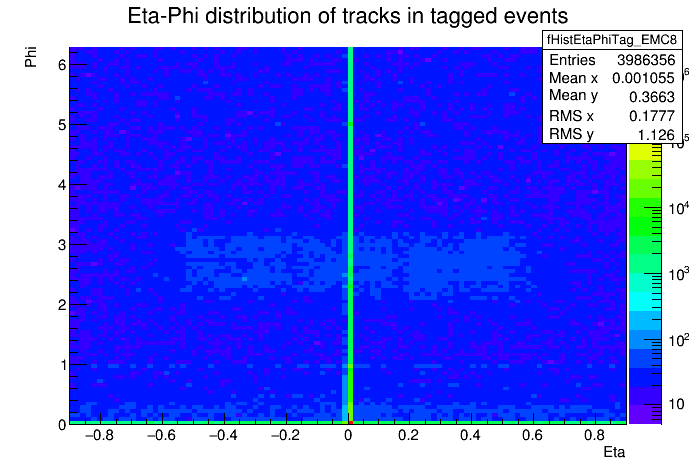 Eta-Phi distribution of tracks in tagged events
Phi
fHistEtaPhiTag_EMC8
Entries 3986356
Mean x 0.001055
Mean y 0.3663
RMS x 0.1777
RMS y 1.126
6
5
4
3
2
1
0
−0.8 −0.6 −0.4 −0.2 0 0.2 0.4 0.6 0.8
Eta
10⁴
10³
10²
10